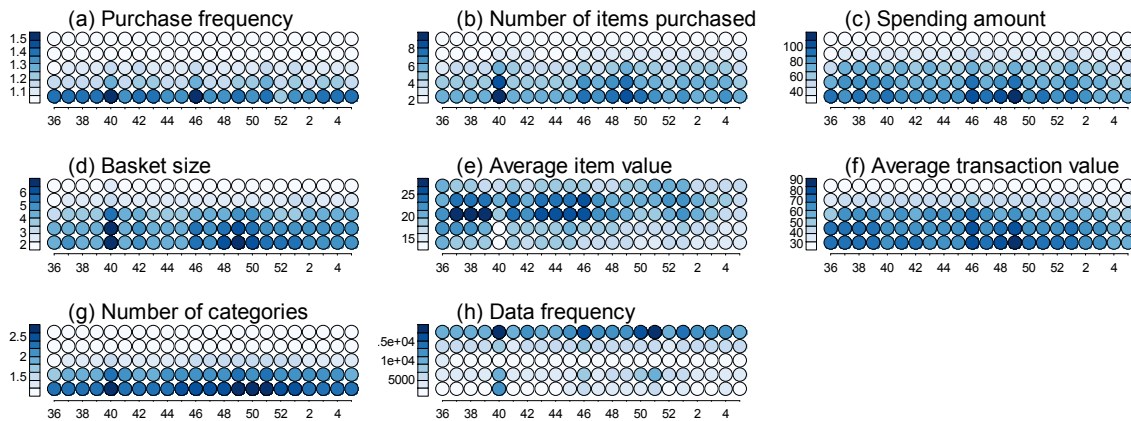 (a) Purchase frequency
1.5
1.3
1.2
1.1
36 38 40 42 44 46 48 50 52 2 4
(b) Number of items purchased
8
6
4
2
36 38 40 42 44 46 48 50 52 2 4
(c) Spending amount
100
80
60
40
36 38 40 42 44 46 48 50 52 2 4
(d) Basket size
6
5
4
3
2
36 38 40 42 44 46 48 50 52 2 4
(e) Average item value
25
20
15
36 38 40 42 44 46 48 50 52 2 4
(f) Average transaction value
90
80
70
60
50
40
30
36 38 40 42 44 46 48 50 52 2 4
(g) Number of categories
2.5
2
1.5
36 38 40 42 44 46 48 50 52 2 4
(h) Data frequency
.5e+04
1e+04
5000
36 38 40 42 44 46 48 50 52 2 4